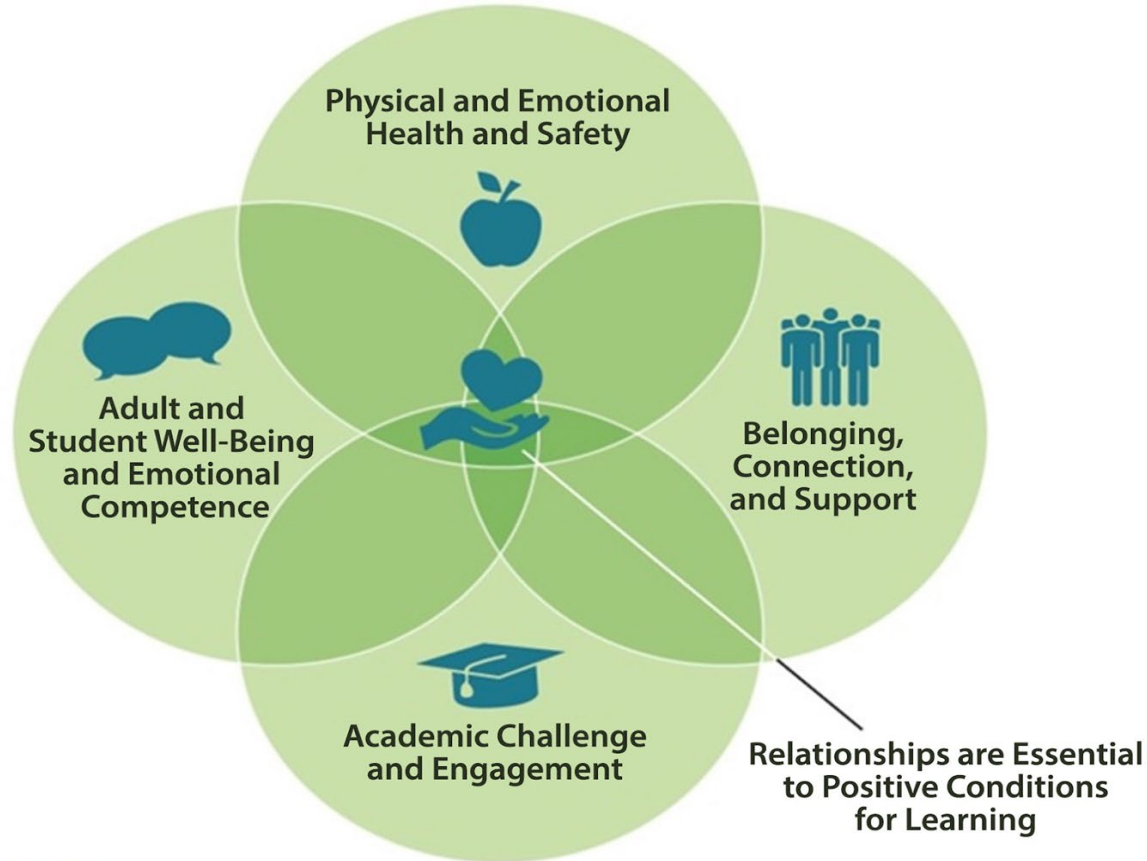 Physical and Emotional
Health and Safety
Adult and
Student Well-Being
and Emotional
Competence
Belonging,
Connection,
and Support
Academic Challenge
and Engagement
Relationships are Essential
to Positive Conditions
for Learning